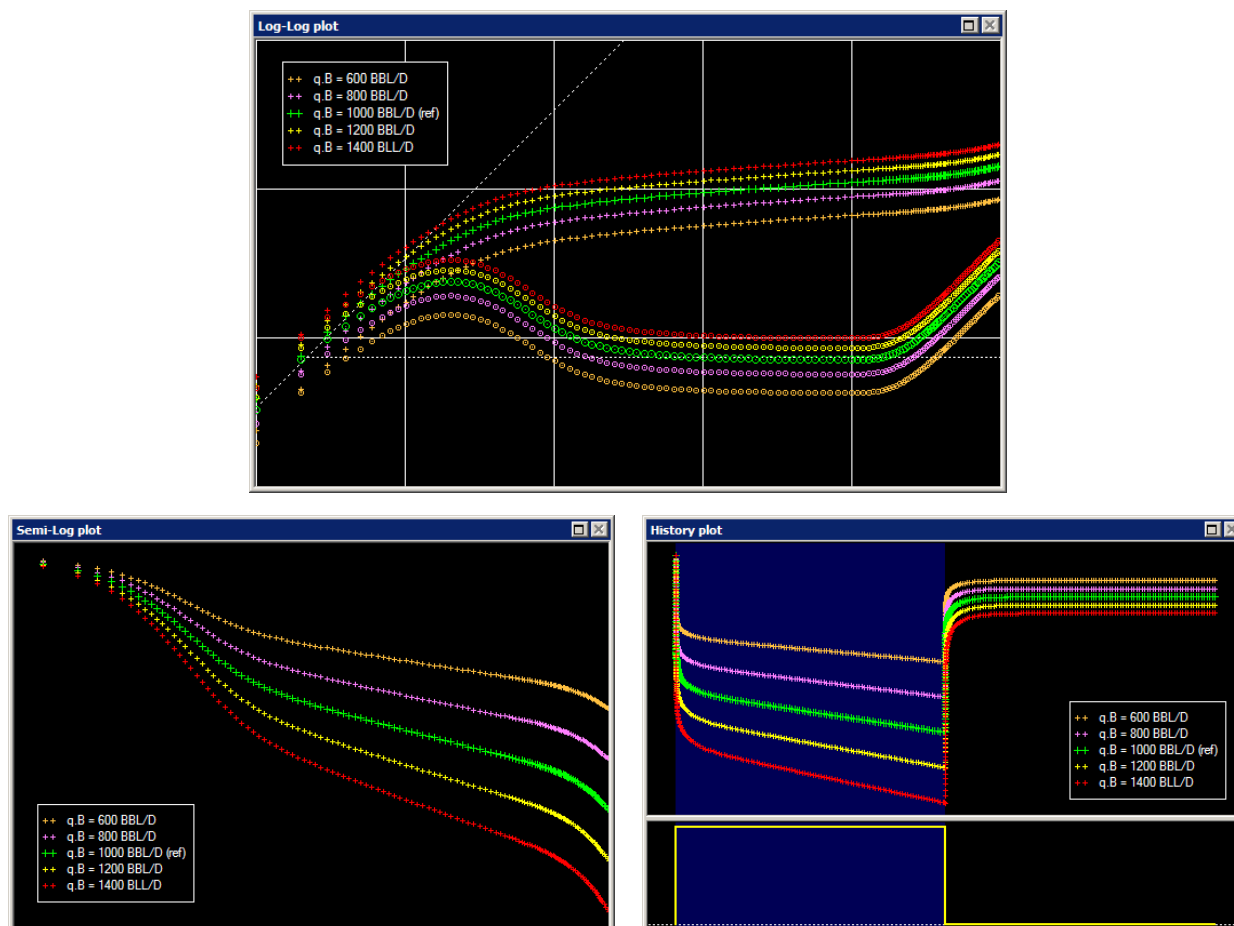 Log-Log plot
q.B = 600 BBL/D
q.B = 800 BBL/D
q.B = 1000 BBL/D (ref)
q.B = 1200 BBL/D
q.B = 1400 BLL/D
Semi-Log plot
q.B = 600 BBL/D
q.B = 800 BBL/D
q.B = 1000 BBL/D (ref)
q.B = 1200 BBL/D
q.B = 1400 BLL/D
History plot
q.B = 600 BBL/D
q.B = 800 BBL/D
q.B = 1000 BBL/D (ref)
q.B = 1200 BBL/D
q.B = 1400 BLL/D